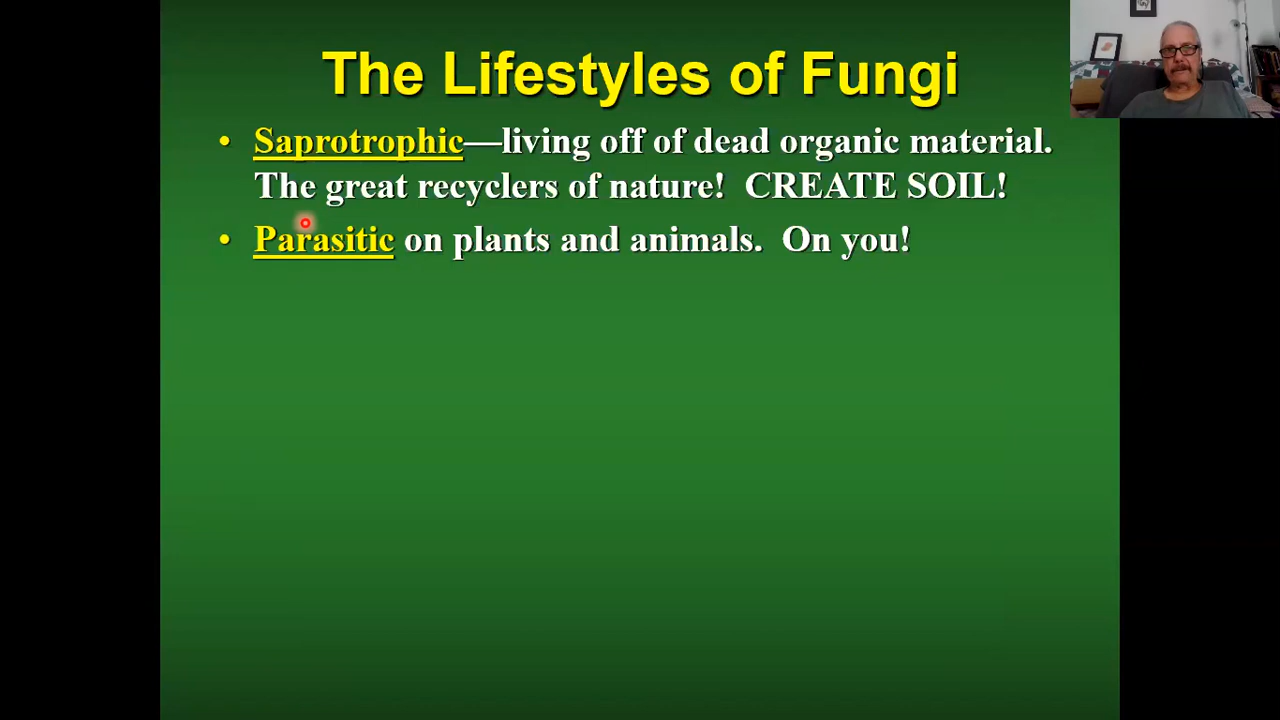 The Lifestyles of Fungi
• Saprotrophic—living off of dead organic material.
The great recyclers of nature!  CREATE SOIL!
• Parasitic on plants and animals.  On you!